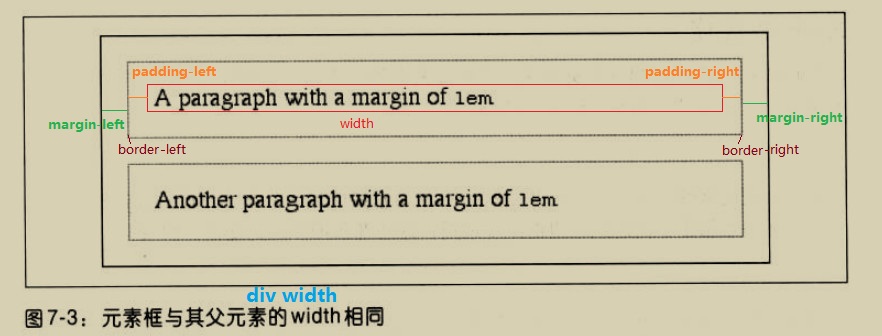 padding-left padding-right
A paragraph with a margin of 1em
margin-left margin-right
width
border-left border-right
Another paragraph with a margin of 1em
div width
图7-3：元素框与其父元素的width相同